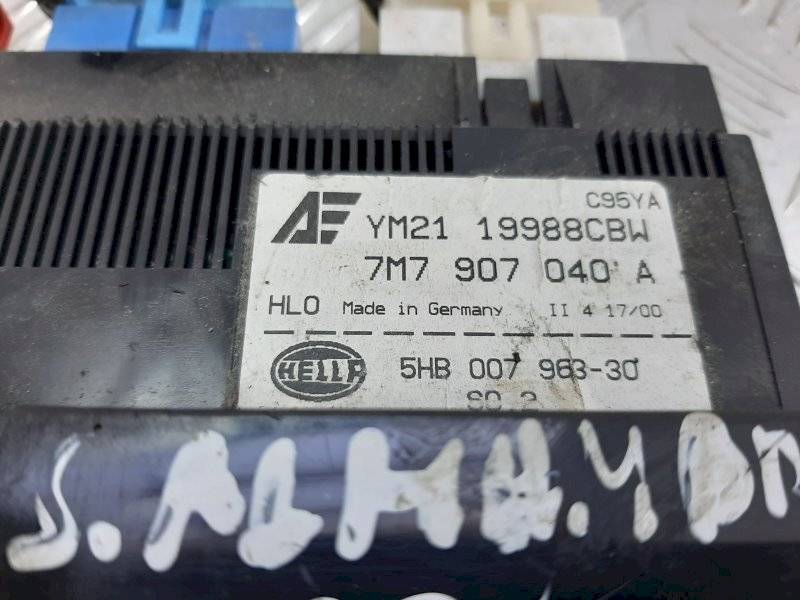 C95YA
AE YM21 19988CBW
7M7 907 040 A
HLO Made in Germany II 4 17/00
HELLA 5HB 007 963-30